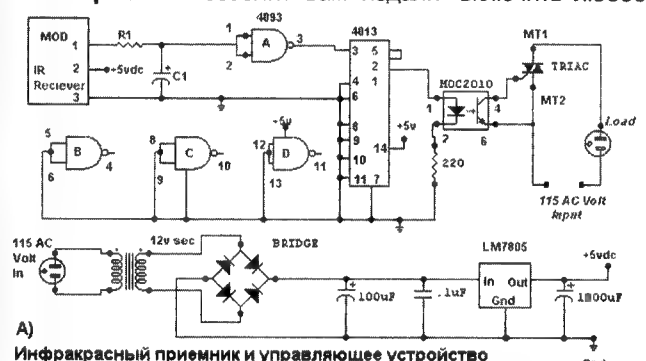 MOD
1
R1
IR
Reciever
2
+5vdc
3
C1
4093
1
2
A
3
4013
3
5
2
1
4
6
8
9
10
11
7
14
+5v
MOC2010
1
4
2
6
220
MT1
TRIAC
MT2
Load
115 AC Volt
Input
5
6
B
4
8
9
C
10
+5v
12
13
D
11
115 AC
Volt
In
12v sec
BRIDGE
100uF
.1uF
LM7805
In Out
Gnd
+5vdc
1000uF
А)
Инфракрасный приемник и управляющее устройство